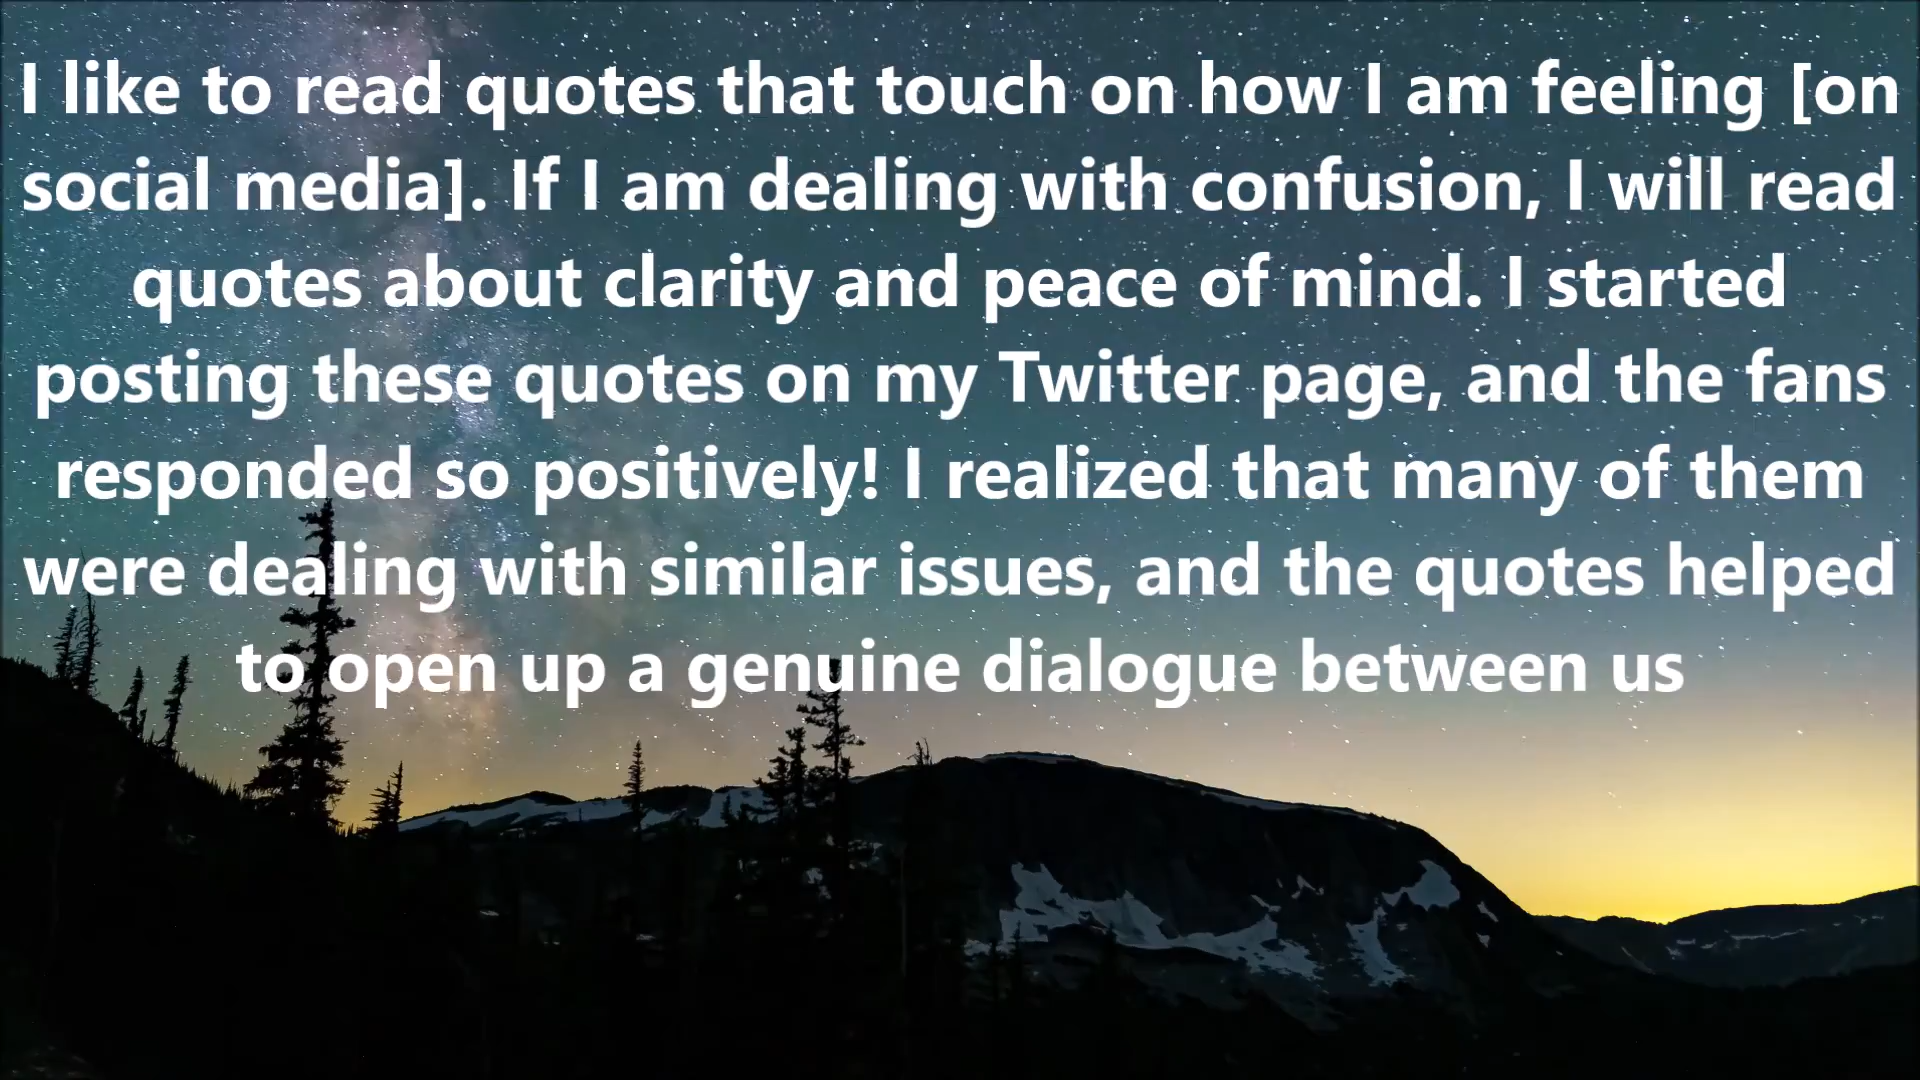 I like to read quotes that touch on how I am feeling [on
social media]. If I am dealing with confusion, I will read
quotes about clarity and peace of mind. I started
posting these quotes on my Twitter page, and the fans
responded so positively! I realized that many of them
were dealing with similar issues, and the quotes helped
to open up a genuine dialogue between us